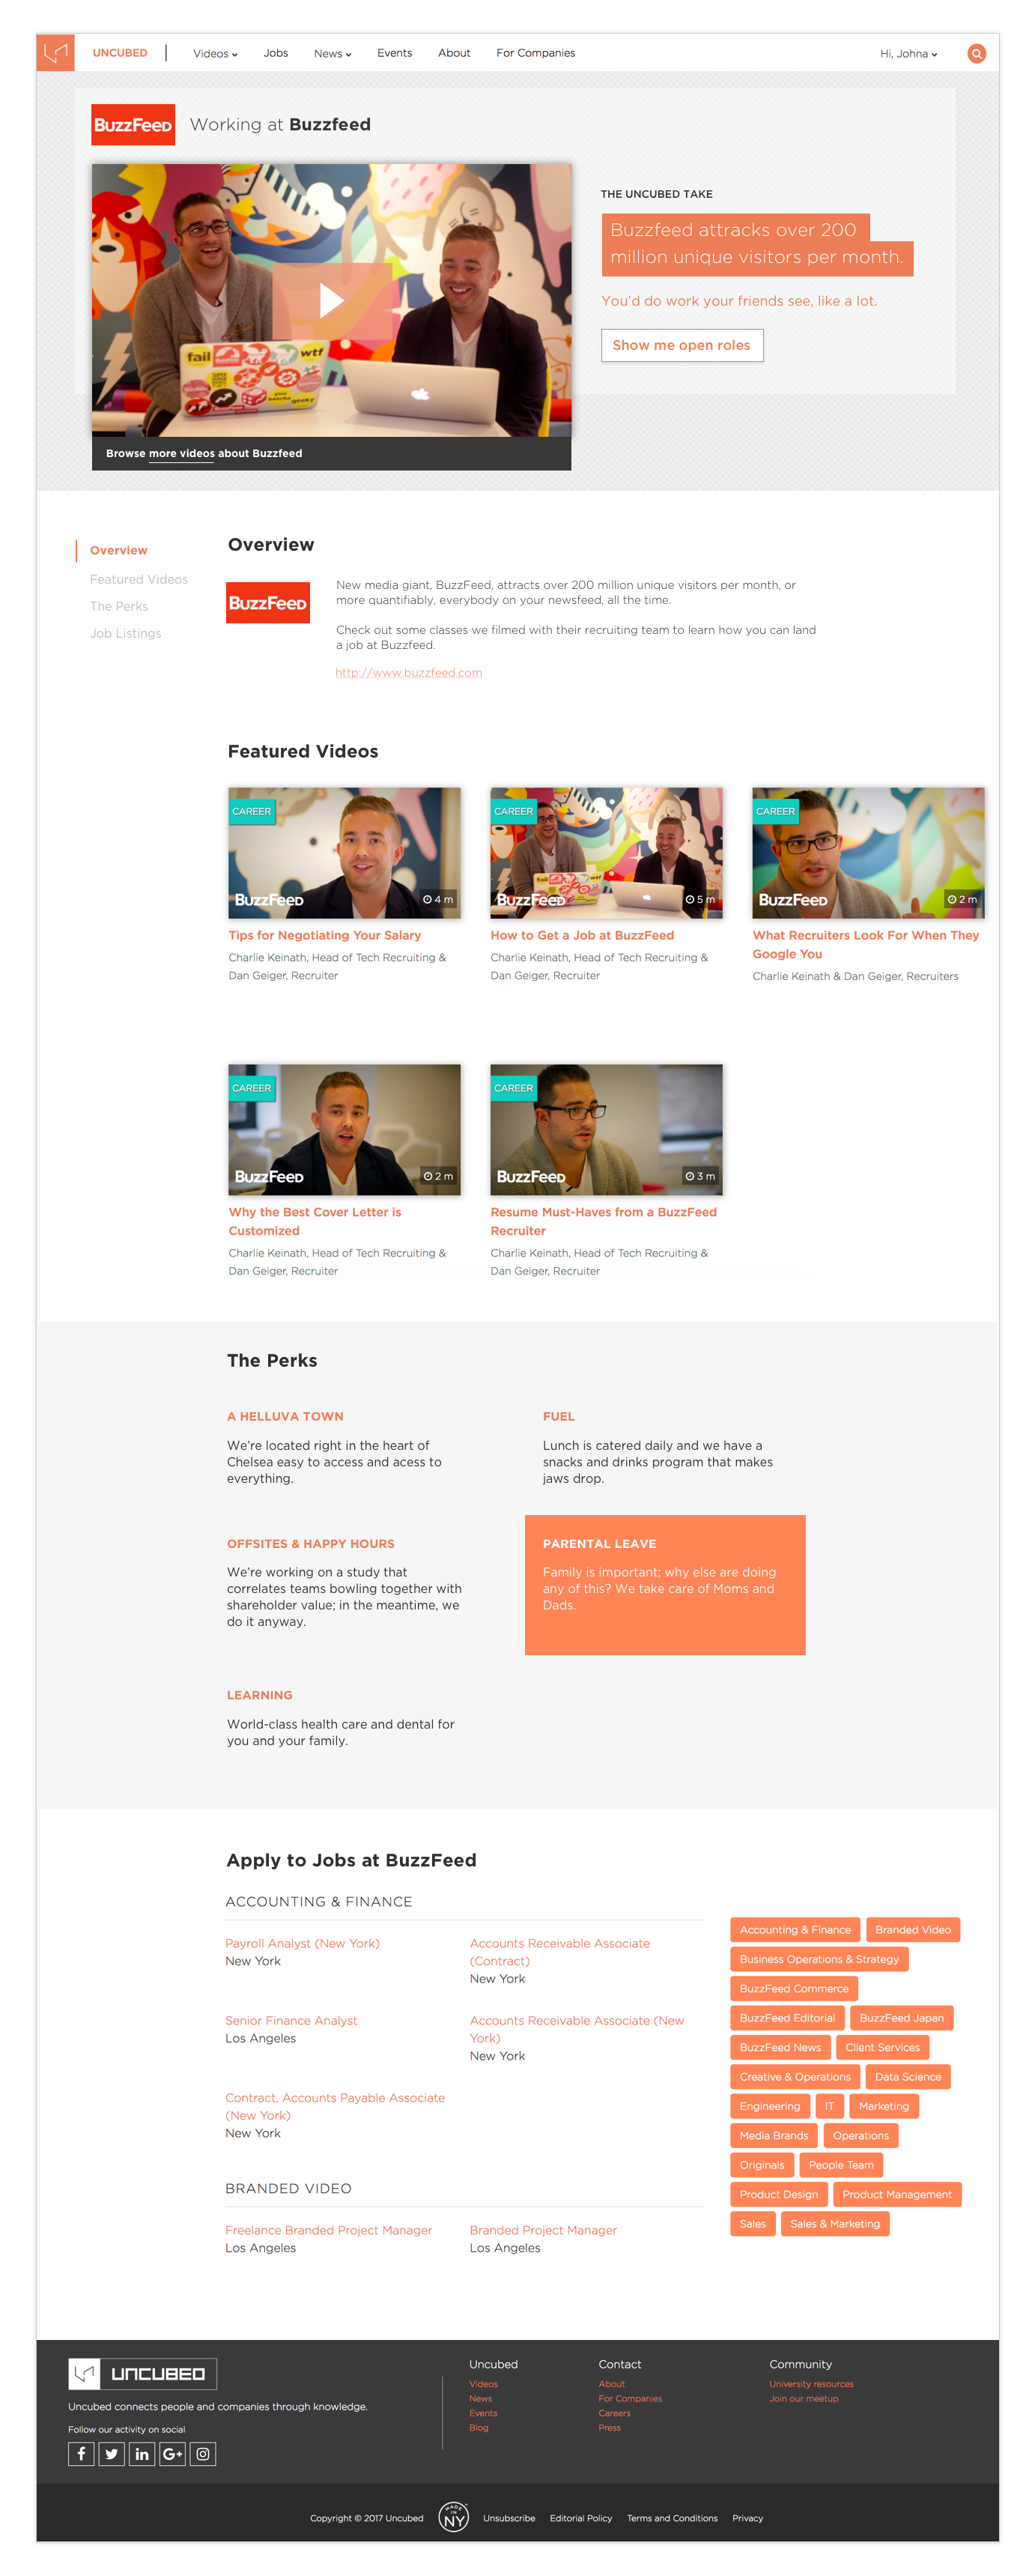 UNCUBED
Videos
Jobs
News
Events
About
For Companies
Hi, Johna
BuzzFeed
Working at Buzzfeed
fail
wtf
THE UNCUBED TAKE
Buzzfeed attracks over 200
million unique visitors per month.
You'd do work your friends see, like a lot.
Show me open roles
Browse more videos about Buzzfeed
Overview
Featured Videos
The Perks
Job Listings
Overview
BuzzFeed
New media giant, BuzzFeed, attracts over 200 million unique visitors per month, or
more quantifiably, everybody on your newsfeed, all the time.
Check out some classes we filmed with their recruiting team to learn how you can land
a job at Buzzfeed.
http://www.buzzfeed.com
Featured Videos
CAREER
BuzzFeed
4 m
Tips for Negotiating Your Salary
Charlie Keinath, Head of Tech Recruiting &
Dan Geiger, Recruiter
CAREER
BuzzFeed
5 m
How to Get a Job at BuzzFeed
Charlie Keinath, Head of Tech Recruiting &
Dan Geiger, Recruiter
CAREER
BuzzFeed
2 m
What Recruiters Look For When They
Google You
Charlie Keinath & Dan Geiger, Recruiters
CAREER
BuzzFeed
2 m
Why the Best Cover Letter is
Customized
Charlie Keinath, Head of Tech Recruiting &
Dan Geiger, Recruiter
CAREER
BuzzFeed
3 m
Resume Must-Haves from a BuzzFeed
Recruiter
Charlie Keinath, Head of Tech Recruiting &
Dan Geiger, Recruiter
The Perks
A HELLUVA TOWN
We're located right in the heart of
Chelsea easy to access and acess to
everything.
FUEL
Lunch is catered daily and we have a
snacks and drinks program that makes
jaws drop.
OFFSITES & HAPPY HOURS
We're working on a study that
correlates teams bowling together with
shareholder value; in the meantime, we
do it anyway.
PARENTAL LEAVE
Family is important; why else are doing
any of this? We take care of Moms and
Dads.
LEARNING
World-class health care and dental for
you and your family.
Apply to Jobs at BuzzFeed
ACCOUNTING & FINANCE
Payroll Analyst (New York)
New York
Accounts Receivable Associate
(Contract)
New York
Senior Finance Analyst
Los Angeles
Accounts Receivable Associate (New
York)
New York
Contract, Accounts Payable Associate
(New York)
New York
BRANDED VIDEO
Freelance Branded Project Manager
Los Angeles
Branded Project Manager
Los Angeles
Accounting & Finance
Branded Video
Business Operations & Strategy
BuzzFeed Commerce
BuzzFeed Editorial
BuzzFeed Japan
BuzzFeed News
Client Services
Creative & Operations
Data Science
Engineering
IT
Marketing
Media Brands
Operations
Originals
People Team
Product Design
Product Management
Sales
Sales & Marketing
UNCUBED
Uncubed connects people and companies through knowledge.
Follow our activity on social
Uncubed
Videos
News
Events
Blog
Contact
About
For Companies
Careers
Press
Community
University resources
Join our meetup
Copyright © 2017 Uncubed
MADE
IN
NY
Unsubscribe
Editorial Policy
Terms and Conditions
Privacy